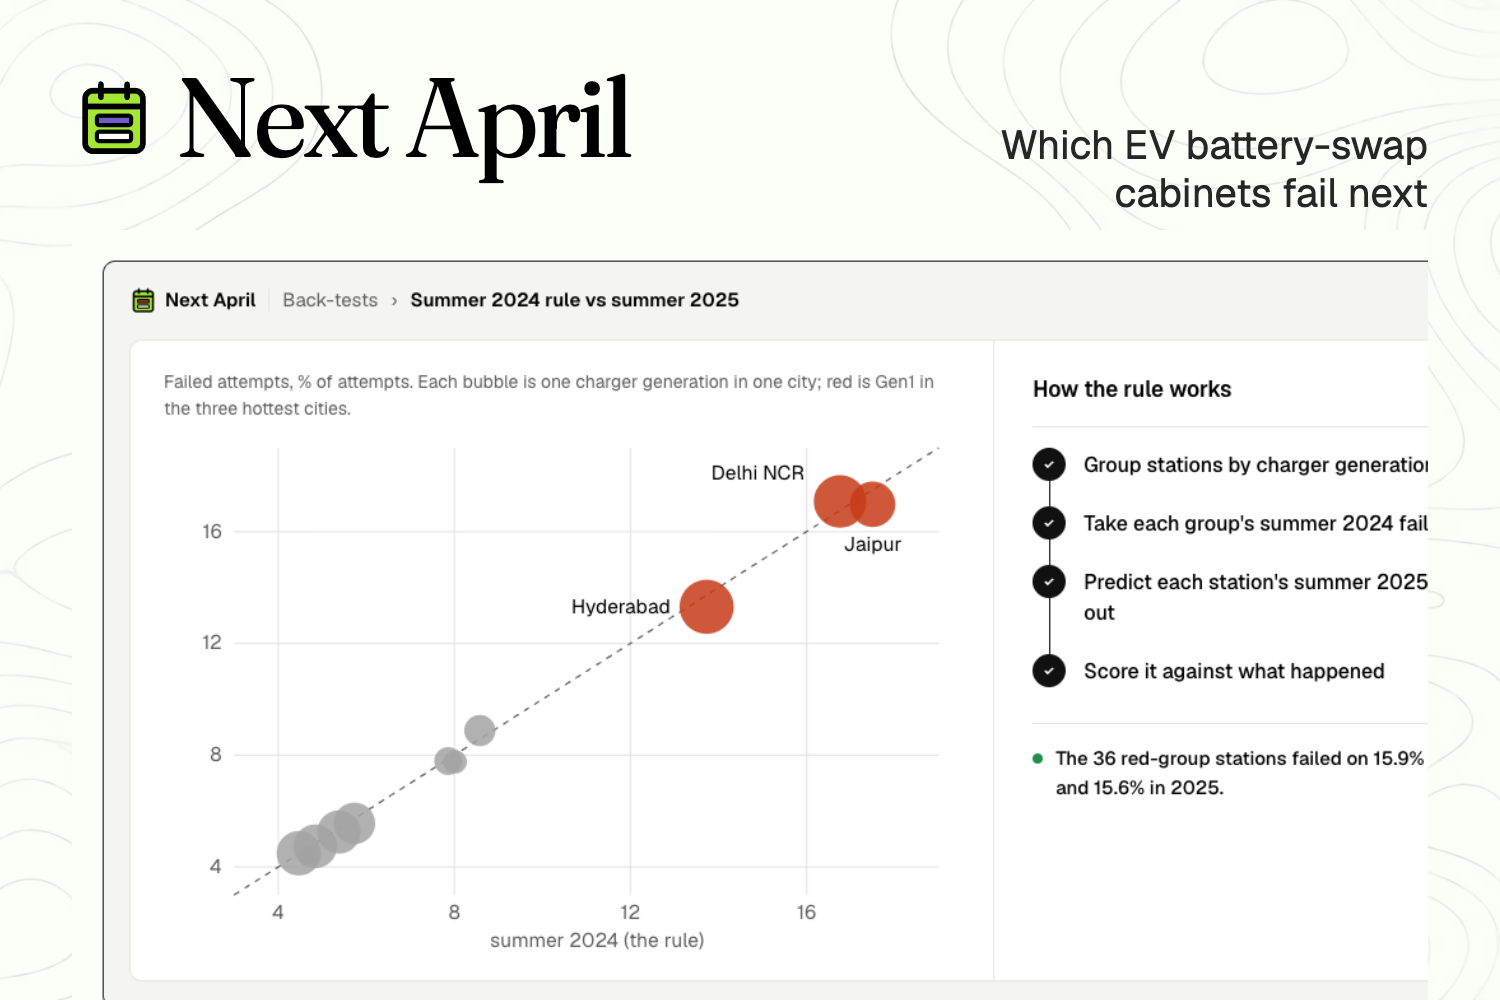 Next April
Which EV battery-swap
cabinets fail next
Next April
Back-tests › Summer 2024 rule vs summer 2025
Failed attempts, % of attempts. Each bubble is one charger generation in one city; red is Gen1 in
the three hottest cities.
Delhi NCR
16
Jaipur
Hyderabad
12
8
4
4 8 12 16
summer 2024 (the rule)
How the rule works
Group stations by charger generation
Take each group's summer 2024 fail
Predict each station's summer 2025
out
Score it against what happened
The 36 red-group stations failed on 15.9%
and 15.6% in 2025.